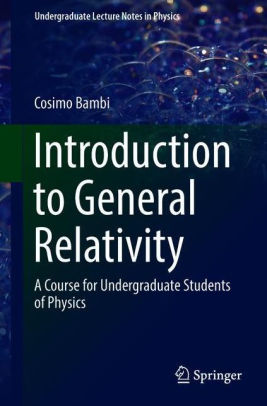 Undergraduate Lecture Notes in Physics
Cosimo Bambi
Introduction
to General
Relativity
A Course for Undergraduate Students
of Physics
Springer